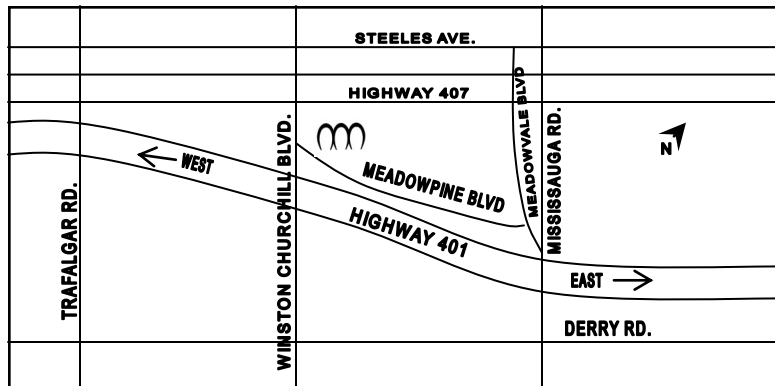 STEELES AVE.
HIGHWAY 407
MEADOWVALE BLVD
MISSISSAUGA RD.
N
WINSTON CHURCHILL BLVD.
WEST
MEADOWPINE BLVD
TRAFALGAR RD.
HIGHWAY 401
EAST
DERRY RD.